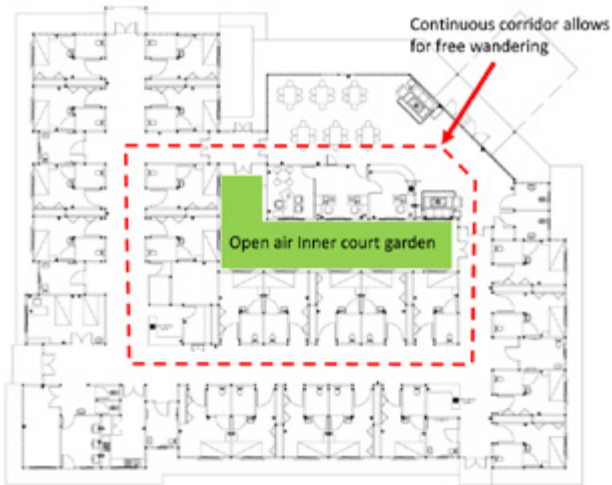 Continuous corridor allows
for free wandering
Open air Inner court garden